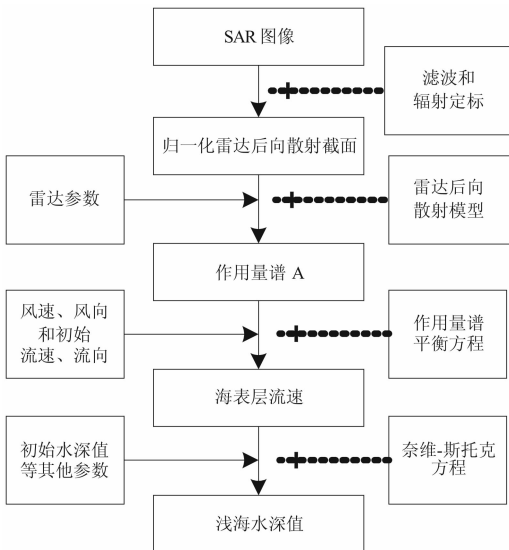 SAR 图像
滤波和
辐射定标
归一化雷达后向散射截面
雷达参数
雷达后向
散射模型
作用量谱 A
风速、风向
和初始
流速、流向
作用量谱
平衡方程
海表层流速
初始水深值
等其他参数
奈维-斯托克
方程
浅海水深值